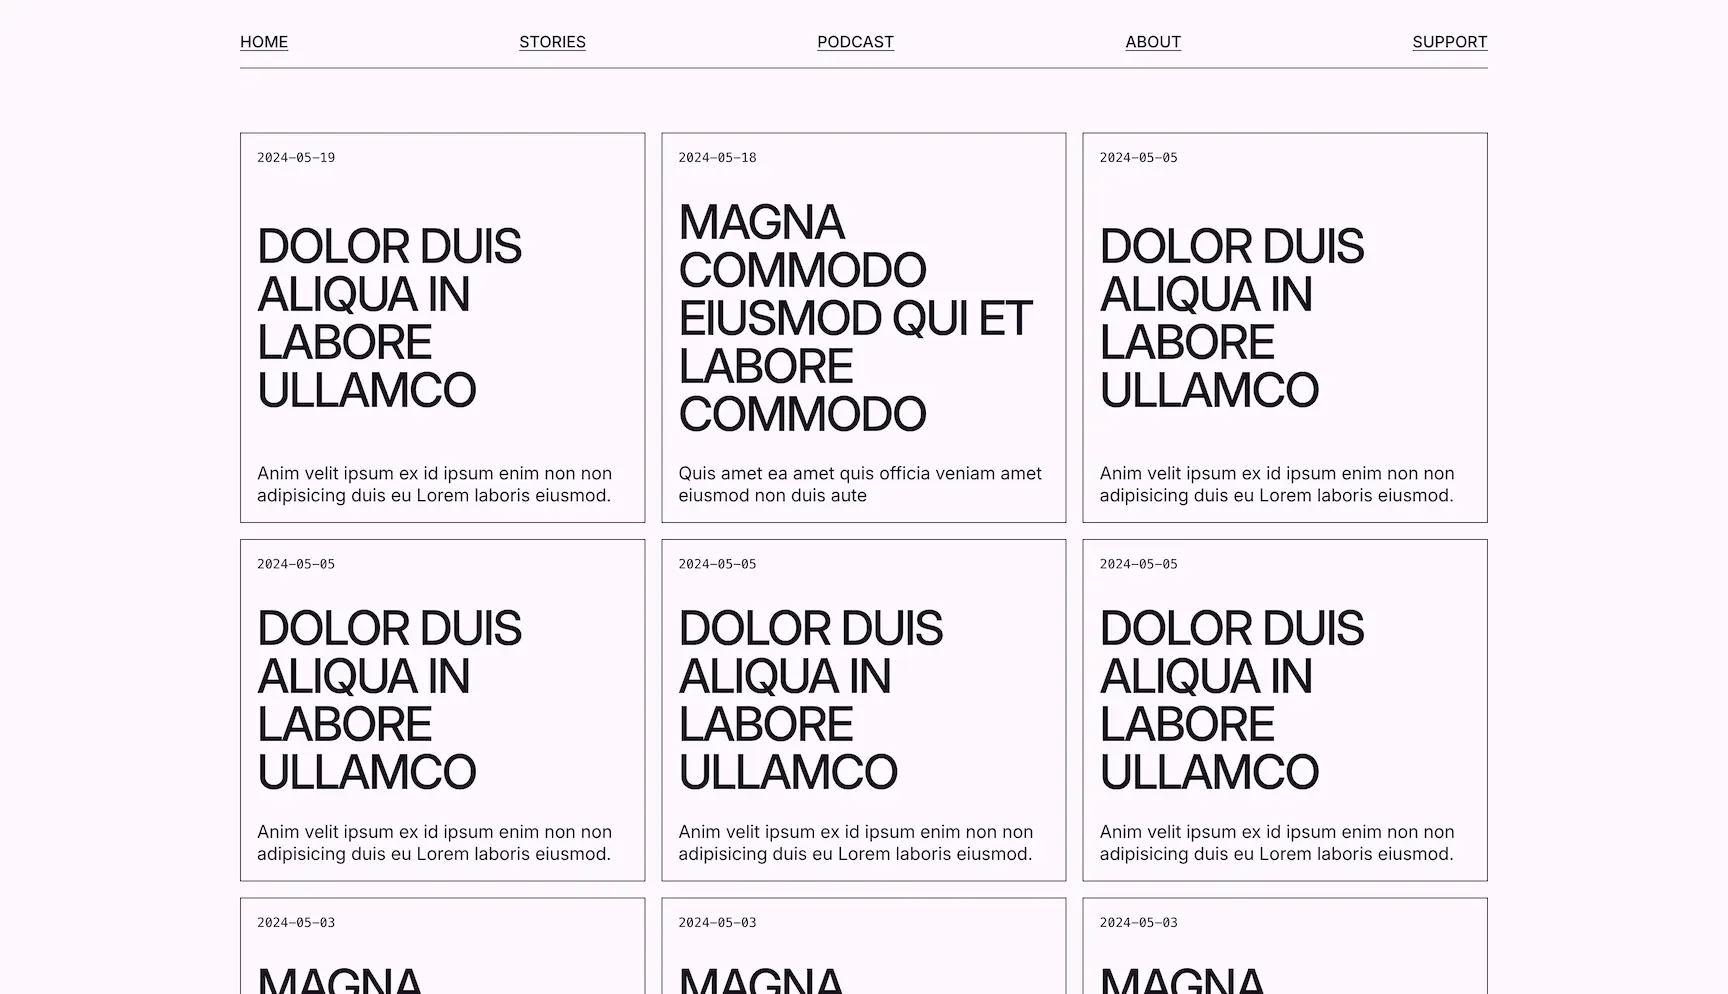 HOME
STORIES
PODCAST
ABOUT
SUPPORT
2024-05-19
DOLOR DUIS
ALIQUA IN
LABORE
ULLAMCO
Anim velit ipsum ex id ipsum enim non non
adipisicing duis eu Lorem laboris eiusmod.
2024-05-18
MAGNA
COMMODO
EIUSMOD QUI ET
LABORE
COMMODO
Quis amet ea amet quis officia veniam amet
eiusmod non duis aute
2024-05-05
DOLOR DUIS
ALIQUA IN
LABORE
ULLAMCO
Anim velit ipsum ex id ipsum enim non non
adipisicing duis eu Lorem laboris eiusmod.
2024-05-05
DOLOR DUIS
ALIQUA IN
LABORE
ULLAMCO
Anim velit ipsum ex id ipsum enim non non
adipisicing duis eu Lorem laboris eiusmod.
2024-05-05
DOLOR DUIS
ALIQUA IN
LABORE
ULLAMCO
Anim velit ipsum ex id ipsum enim non non
adipisicing duis eu Lorem laboris eiusmod.
2024-05-05
DOLOR DUIS
ALIQUA IN
LABORE
ULLAMCO
Anim velit ipsum ex id ipsum enim non non
adipisicing duis eu Lorem laboris eiusmod.
2024-05-03
MAGNA
2024-05-03
MAGNA
2024-05-03
MAGNA